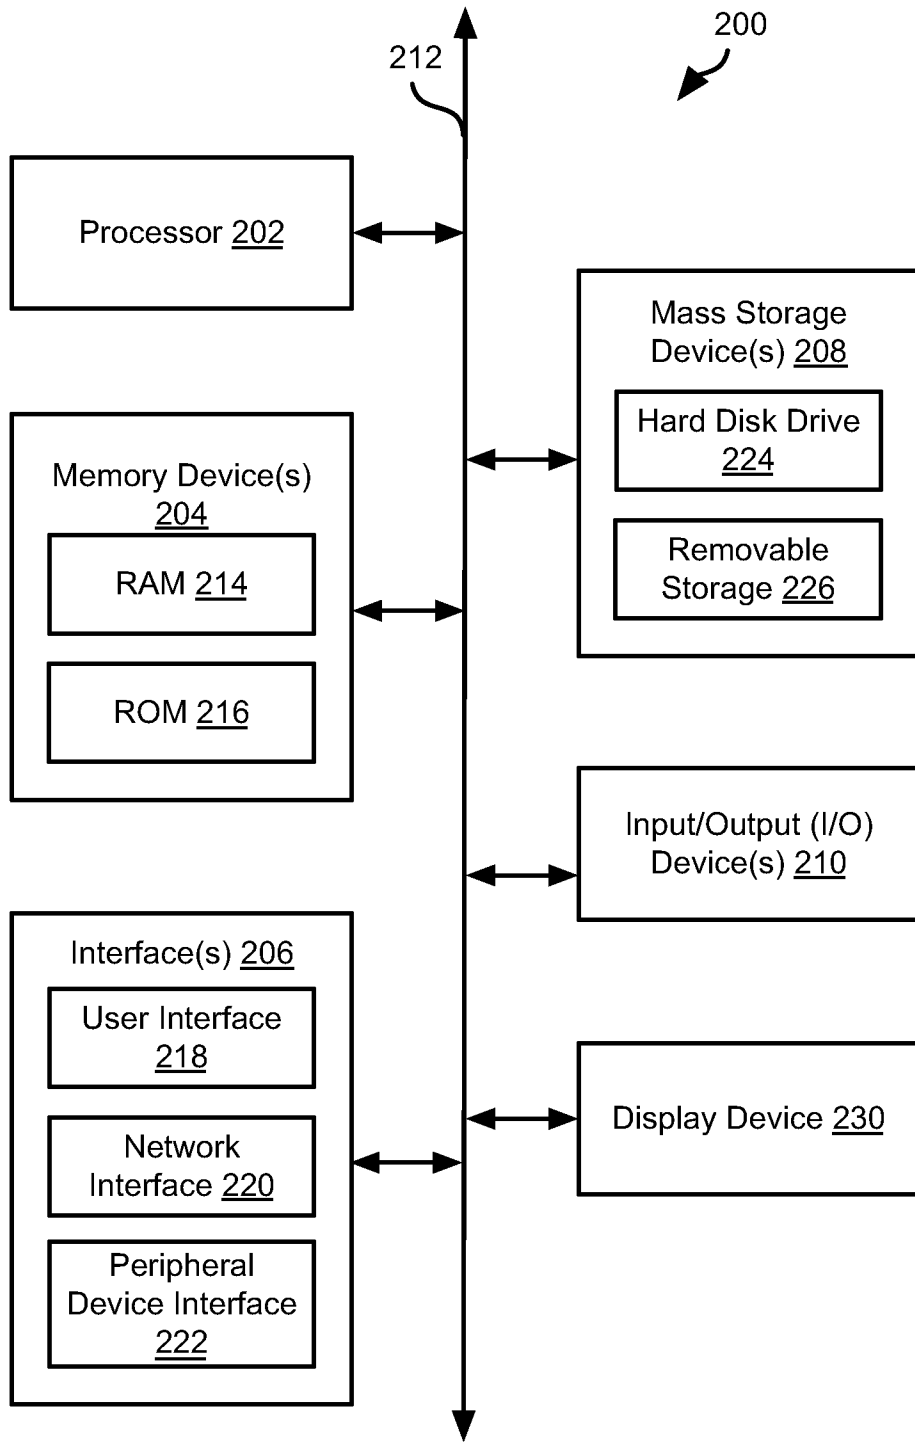 200
212
Processor 202
Mass Storage
Device(s) 208
Hard Disk Drive
224
Removable
Storage 226
Memory Device(s)
204
RAM 214
ROM 216
Input/Output (I/O)
Device(s) 210
Interface(s) 206
User Interface
218
Network
Interface 220
Peripheral
Device Interface
222
Display Device 230